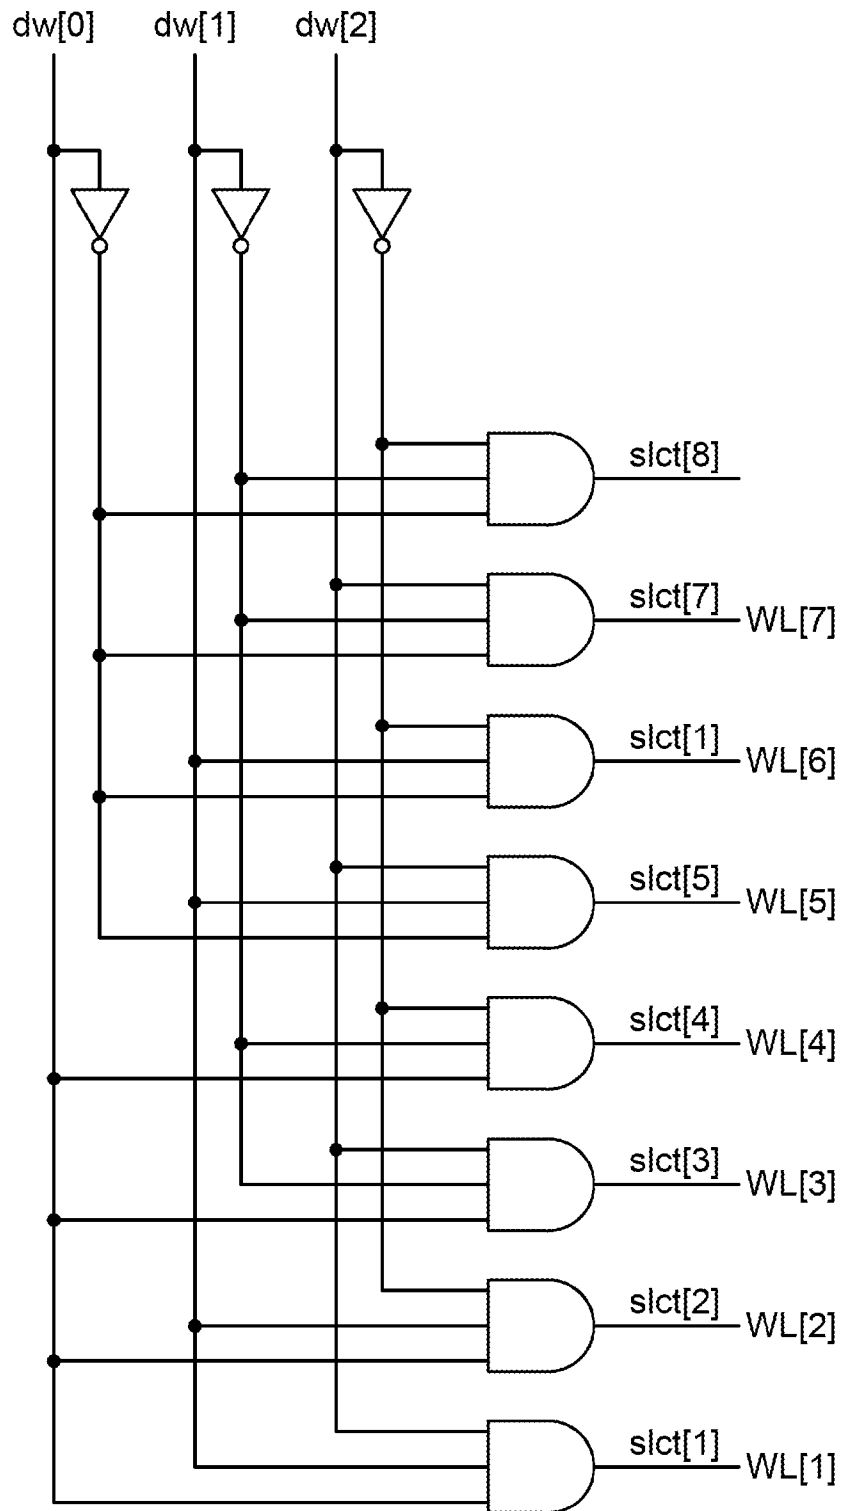 dw[0] dw[1] dw[2]
slct[8]
slct[7] WL[7]
slct[1] WL[6]
slct[5] WL[5]
slct[4] WL[4]
slct[3] WL[3]
slct[2] WL[2]
slct[1] WL[1]